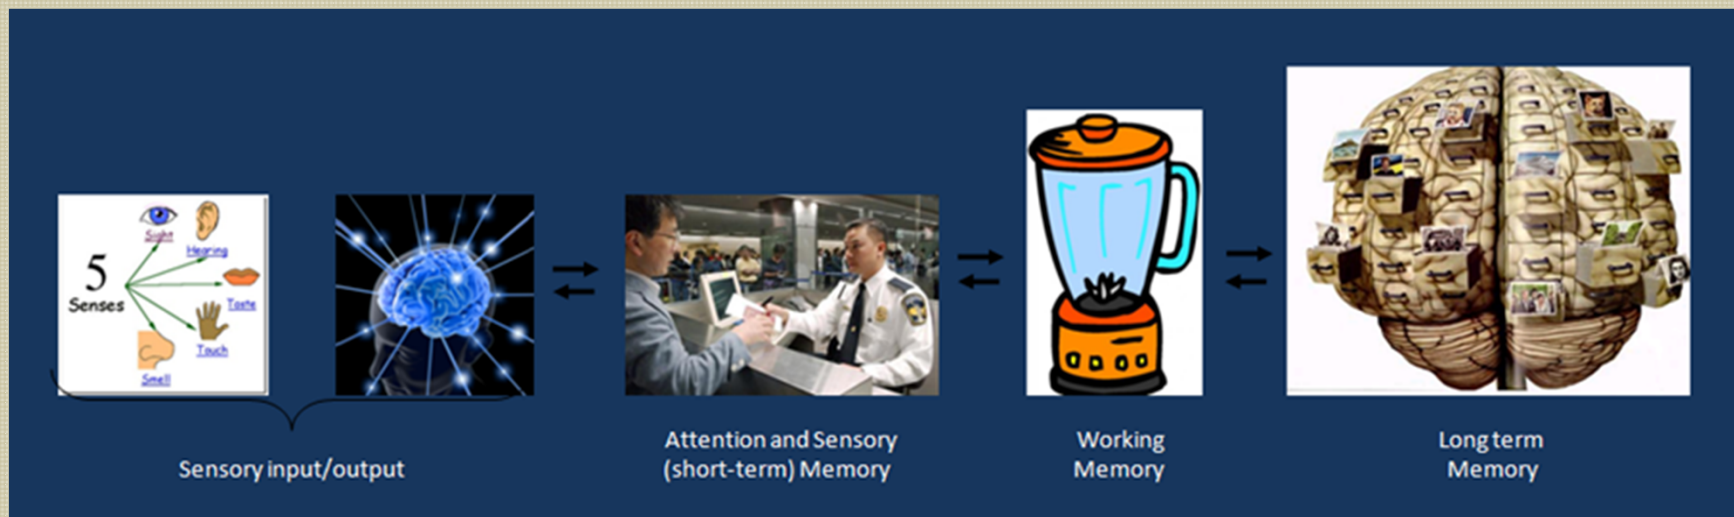 5
Senses
Sight
Hearing
Taste
Touch
Smell
Sensory input/output
Attention and Sensory
(short-term) Memory
Working
Memory
Long term
Memory